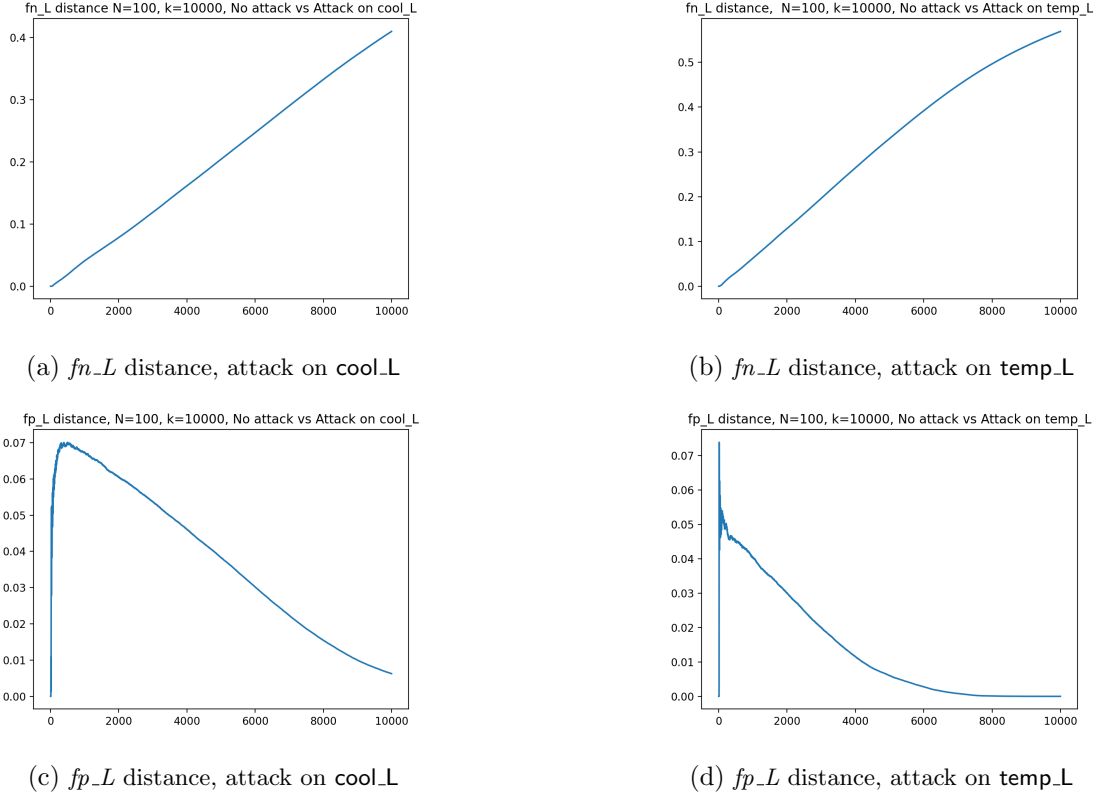 fn_L distance N=100, k=10000, No attack vs Attack on cool_L
0.4
0.3
0.2
0.1
0.0
0 2000 4000 6000 8000 10000
(a) fn_L distance, attack on cool_L
fn_L distance, N=100, k=10000, No attack vs Attack on temp_L
0.5
0.4
0.3
0.2
0.1
0.0
0 2000 4000 6000 8000 10000
(b) fn_L distance, attack on temp_L
fp_L distance, N=100, k=10000, No attack vs Attack on cool_L
0.07
0.06
0.05
0.04
0.03
0.02
0.01
0.00
0 2000 4000 6000 8000 10000
(c) fp_L distance, attack on cool_L
fp_L distance, N=100, k=10000, No attack vs Attack on temp_L
0.07
0.06
0.05
0.04
0.03
0.02
0.01
0.00
0 2000 4000 6000 8000 10000
(d) fp_L distance, attack on temp_L